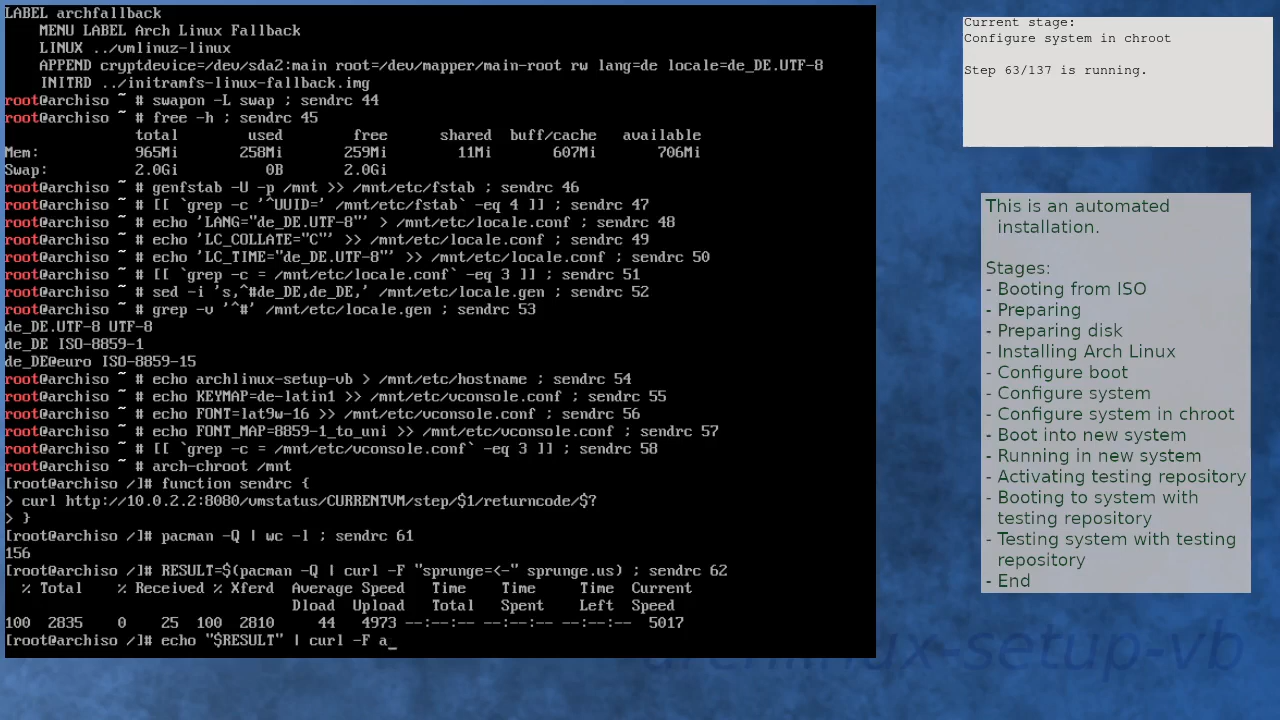 LABEL archfallback
    MENU LABEL Arch Linux Fallback
    LINUX ../vmlinuz-linux
    APPEND cryptdevice=/dev/sda2:main root=/dev/mapper/main-root rw lang=de locale=de_DE.UTF-8
    INITRD ../initramfs-linux-fallback.img
root@archiso ~ # swapon -L swap ; sendrc 44
root@archiso ~ # free -h ; sendrc 45
               total        used        free      shared  buff/cache   available
Mem:           965Mi       258Mi       259Mi        11Mi       607Mi       706Mi
Swap:          2.0Gi          0B       2.0Gi
root@archiso ~ # genfstab -U -p /mnt >> /mnt/etc/fstab ; sendrc 46
root@archiso ~ # [[ `grep -c '^UUID=' /mnt/etc/fstab` -eq 4 ]] ; sendrc 47
root@archiso ~ # echo 'LANG="de_DE.UTF-8"' > /mnt/etc/locale.conf ; sendrc 48
root@archiso ~ # echo 'LC_COLLATE="C"' >> /mnt/etc/locale.conf ; sendrc 49
root@archiso ~ # echo 'LC_TIME="de_DE.UTF-8"' >> /mnt/etc/locale.conf ; sendrc 50
root@archiso ~ # [[ `grep -c = /mnt/etc/locale.conf` -eq 3 ]] ; sendrc 51
root@archiso ~ # sed -i 's,^#de_DE,de_DE,' /mnt/etc/locale.gen ; sendrc 52
root@archiso ~ # grep -v '^#' /mnt/etc/locale.gen ; sendrc 53
de_DE.UTF-8 UTF-8
de_DE ISO-8859-1
de_DE@euro ISO-8859-15
root@archiso ~ # echo archlinux-setup-vb > /mnt/etc/hostname ; sendrc 54
root@archiso ~ # echo KEYMAP=de-latin1 >> /mnt/etc/vconsole.conf ; sendrc 55
root@archiso ~ # echo FONT=lat9w-16 >> /mnt/etc/vconsole.conf ; sendrc 56
root@archiso ~ # echo FONT_MAP=8859-1_to_uni >> /mnt/etc/vconsole.conf ; sendrc 57
root@archiso ~ # [[ `grep -c = /mnt/etc/vconsole.conf` -eq 3 ]] ; sendrc 58
root@archiso ~ # arch-chroot /mnt
[root@archiso /]# function sendrc {
> curl http://10.0.2.2:8080/vmstatus/CURRENTVM/step/$1/returncode/$?
> }
[root@archiso /]# pacman -Q | wc -l ; sendrc 61
156
[root@archiso /]# RESULT=$(pacman -Q | curl -F "sprunge=<-" sprunge.us) ; sendrc 62
  % Total    % Received % Xferd  Average Speed   Time    Time     Time  Current
                                 Dload  Upload   Total   Spent    Left  Speed
100  2835    0    25  100  2810     44   4973 --:--:-- --:--:-- --:--:--  5017
[root@archiso /]# echo "$RESULT" | curl -F a_
Current stage:
Configure system in chroot
Step 63/137 is running.
This is an automated
installation.
Stages:
- Booting from ISO
- Preparing
- Preparing disk
- Installing Arch Linux
- Configure boot
- Configure system
- Configure system in chroot
- Boot into new system
- Running in new system
- Activating testing repository
- Booting to system with
testing repository
- Testing system with testing
repository
- End
archlinux-setup-vb